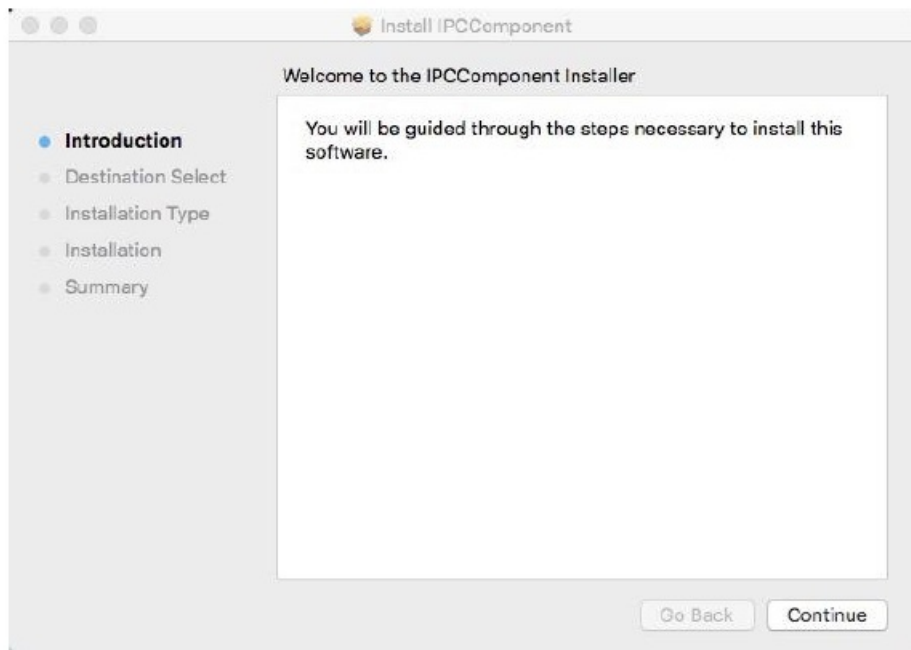 Install IPCComponent
Welcome to the IPCComponent Installer
Introduction
Destination Select
Installation Type
Installation
Summary
You will be guided through the steps necessary to install this
software.
Go Back
Continue